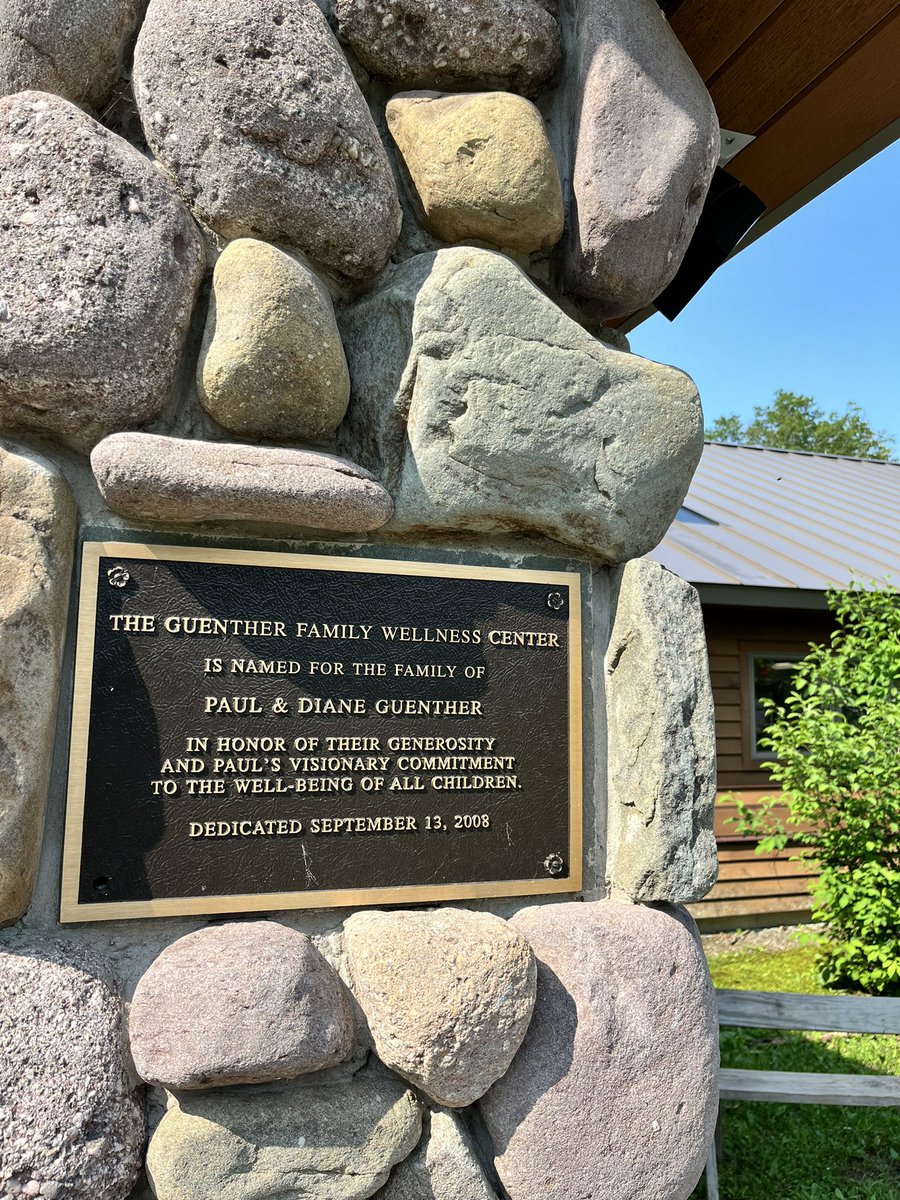 THE GUENTHER FAMILY WELLNESS CENTER
IS NAMED FOR THE FAMILY OF
PAUL & DIANE GUENTHER
IN HONOR OF THEIR GENEROSITY
AND PAUL'S VISIONARY COMMITMENT
TO THE WELL-BEING OF ALL CHILDREN.
DEDICATED SEPTEMBER 13, 2008